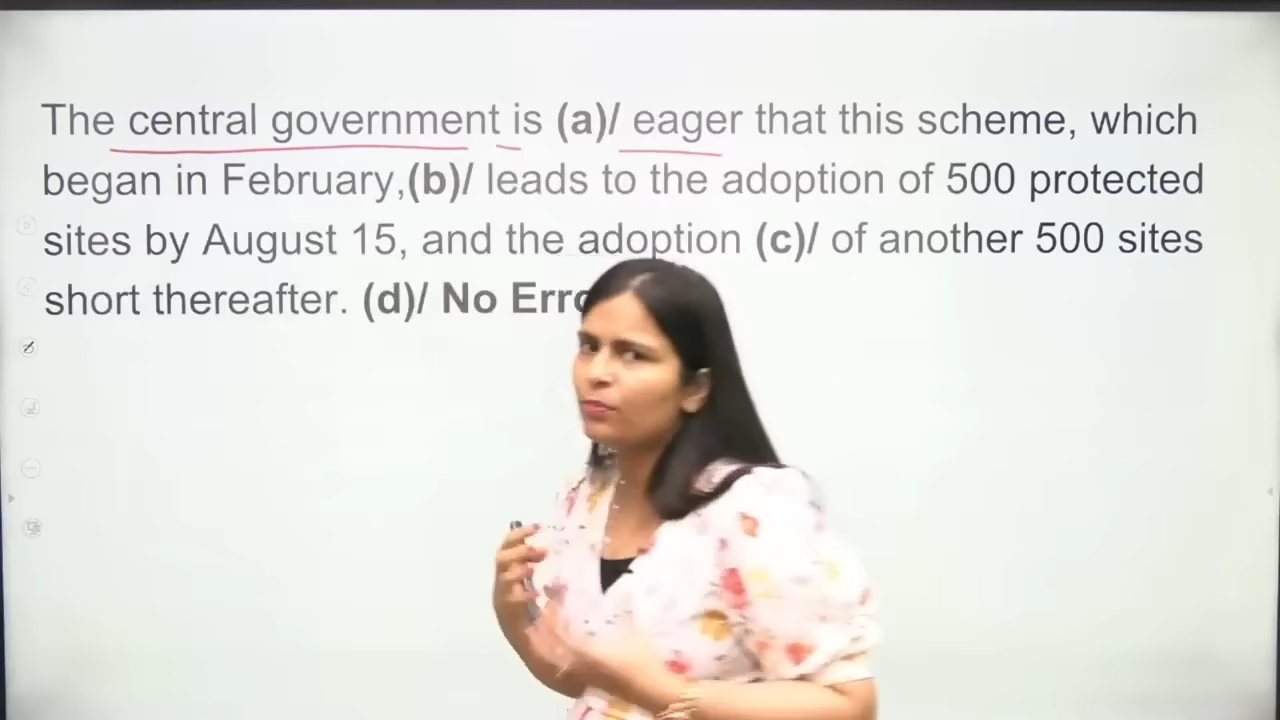 The central government is (a)/ eager that this scheme, which
began in February,(b)/ leads to the adoption of 500 protected
sites by August 15, and the adoption (c)/ of another 500 sites
short thereafter. (d)/ No